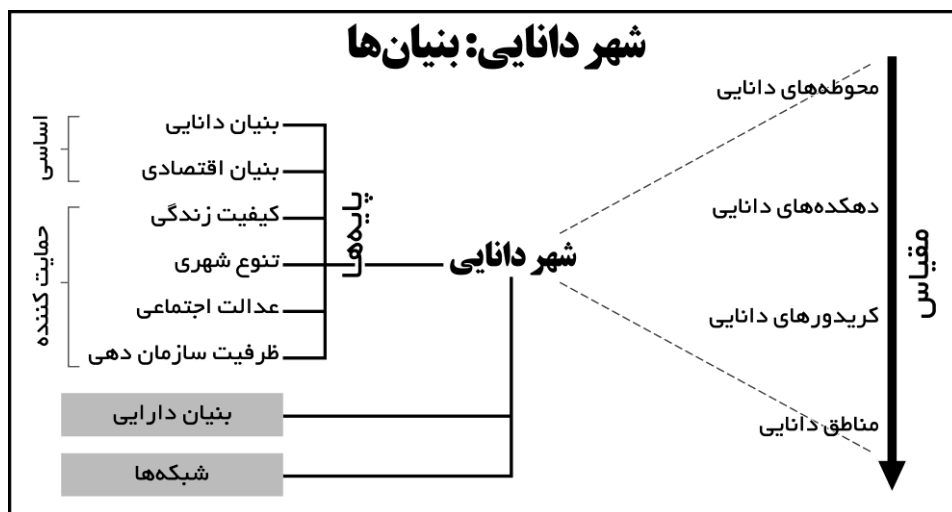 شهر دانایی: بنیان‌ها
مقیاس
محوطه‌های دانایی
دهکده‌های دانایی
کریدورهای دانایی
مناطق دانایی
شهر دانایی
پایه‌ها
اساسی
بنیان دانایی
بنیان اقتصادی
حمایت کننده
کیفیت زندگی
تنوع شهری
عدالت اجتماعی
ظرفیت سازمان دهی
بنیان دارایی
شبکه‌ها